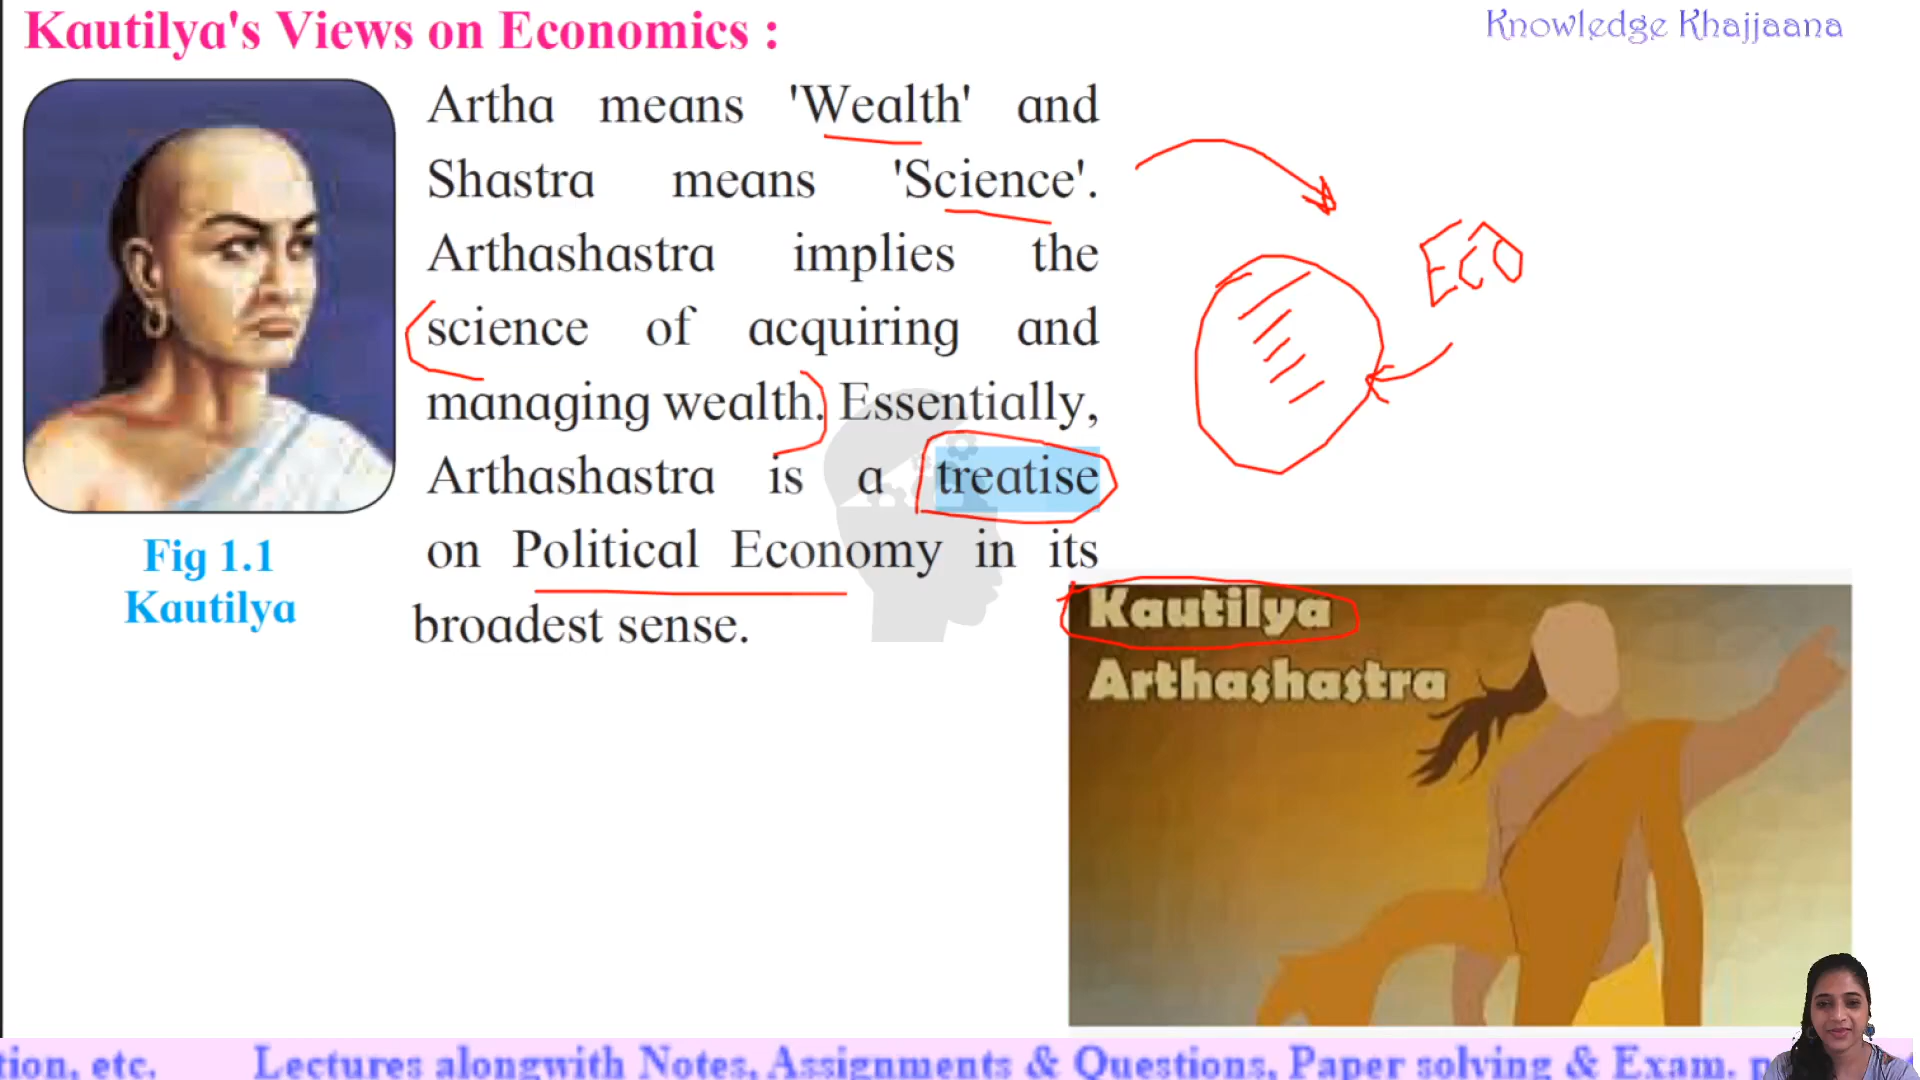 Kautilya's Views on Economics :
Knowledge Khajjaana
Artha means 'Wealth' and
Shastra means 'Science'.
Arthashastra implies the
science of acquiring and
managing wealth. Essentially,
Arthashastra is a treatise
on Political Economy in its
broadest sense.
Fig 1.1
Kautilya
ECO
Kautilya
Arthashastra
tion, etc. Lectures alongwith Notes, Assignments & Questions, Paper solving & Exam. p